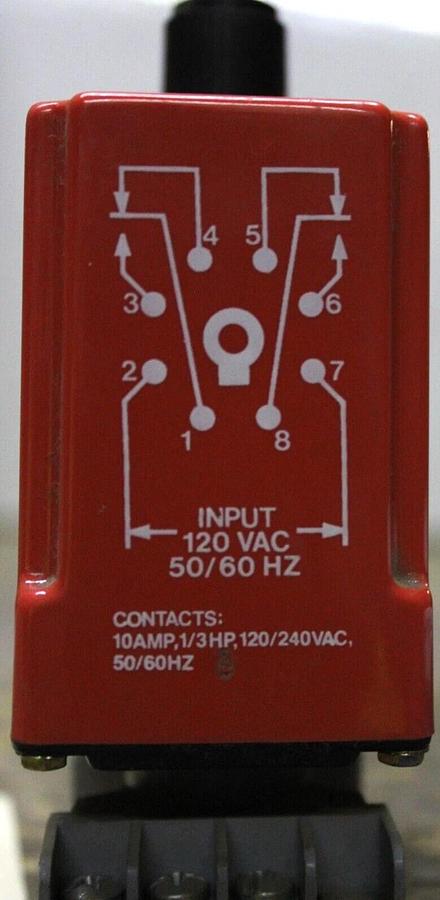 4 5
3 6
2 7
1 8
INPUT
120 VAC
50/60 HZ
CONTACTS:
10AMP,1/3HP,120/240VAC,
50/60HZ